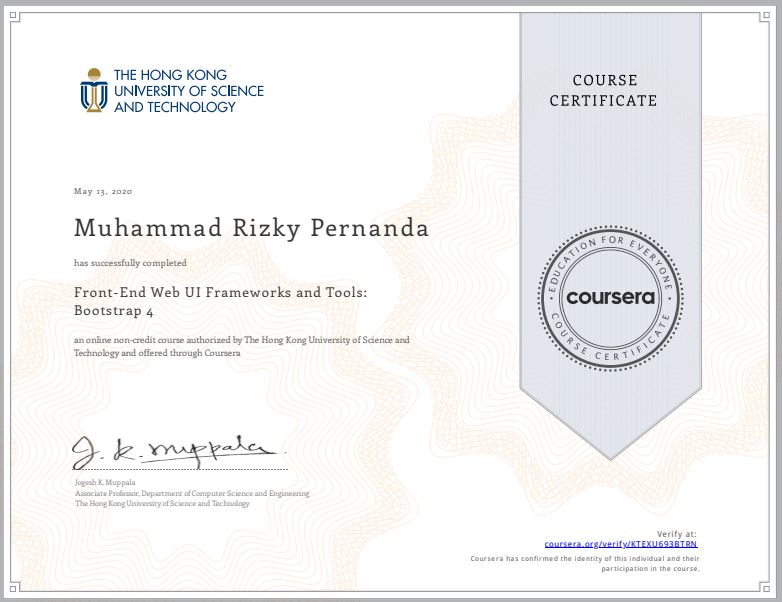 THE HONG KONG
UNIVERSITY OF SCIENCE
AND TECHNOLOGY
COURSE
CERTIFICATE
May 13, 2020
Muhammad Rizky Pernanda
has successfully completed
Front-End Web UI Frameworks and Tools:
Bootstrap 4
an online non-credit course authorized by The Hong Kong University of Science and
Technology and offered through Coursera
EDUCATION FOR EVERYONE
coursera
COURSE CERTIFICATE
J. K. Muppala
Jogesh K. Muppala
Associate Professor, Department of Computer Science and Engineering
The Hong Kong University of Science and Technology
Verify at:
coursera.org/verify/KTEXU693BTRN
Coursera has confirmed the identity of this individual and their
participation in the course.